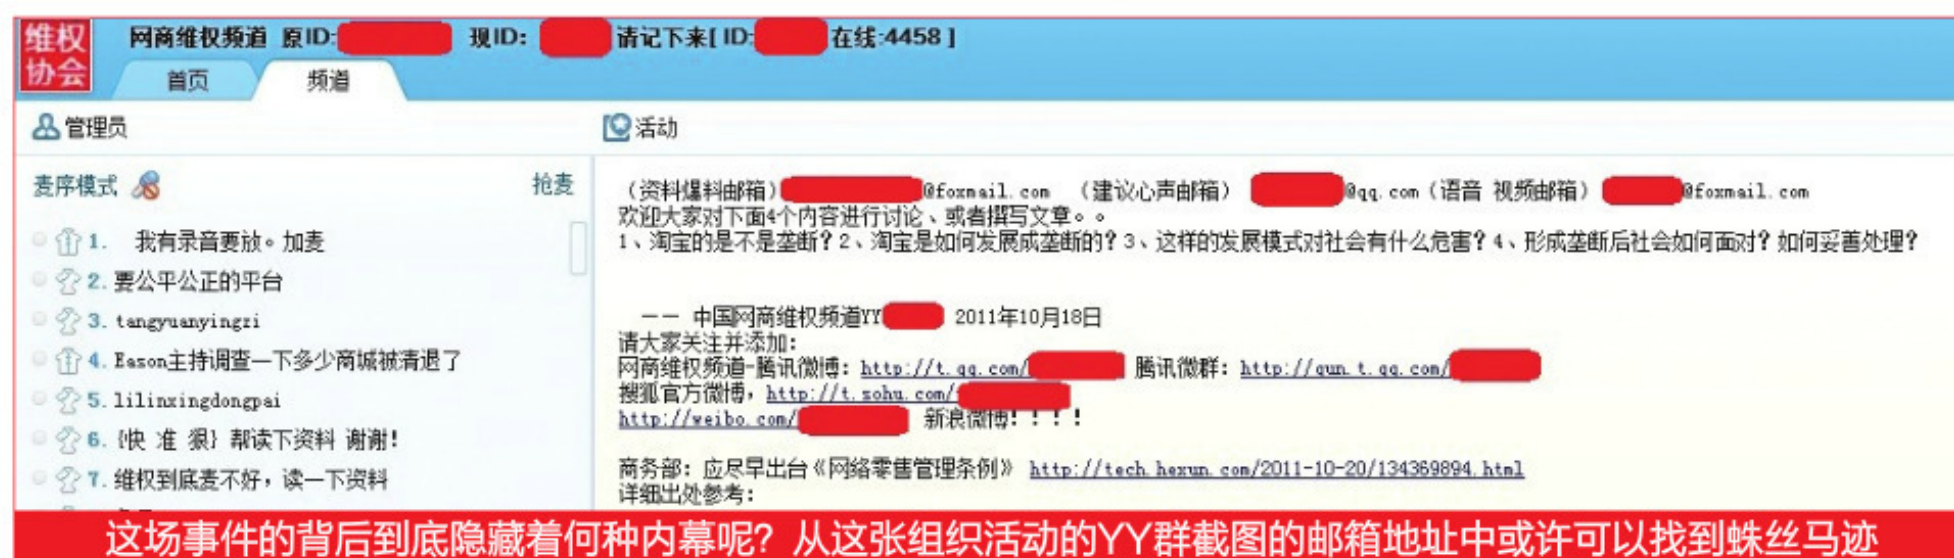 维权
协会
网商维权频道 原ID: 现ID: 请记下来[ ID: 在线:4458 ]
首页 频道
管理员
活动
麦序模式 抢麦
1. 我有录音要放。加麦
2. 要公平公正的平台
3. tangyuanyingzi
4. Eason主持调查一下多少商城被清退了
5. lilinxingdongpai
6. {快 准 狠} 帮读下资料 谢谢!
7. 维权到底麦不好，读一下资料
(资料爆料邮箱) @foxmail.com (建议心声邮箱) @qq.com (语音 视频邮箱) @foxmail.com
欢迎大家对下面4个内容进行讨论、或者撰写文章。。
1、淘宝的是不是垄断? 2、淘宝是如何发展成垄断的? 3、这样的发展模式对社会有什么危害? 4、形成垄断后社会如何面对? 如何妥善处理?
—— 中国网商维权频道YY 2011年10月18日
请大家关注并添加:
网商维权频道-腾讯微博: http://t.qq.com/ 腾讯微群: http://qun.t.qq.com/
搜狐官方微博，http://t.sohu.com/
http://weibo.com/ 新浪微博! ! ! !
商务部: 应尽早出台《网络零售管理条例》 http://tech.hexun.com/2011-10-20/134369894.html
详细出处参考:
这场事件的背后到底隐藏着何种内幕呢? 从这张组织活动的YY群截图的邮箱地址中或许可以找到蛛丝马迹